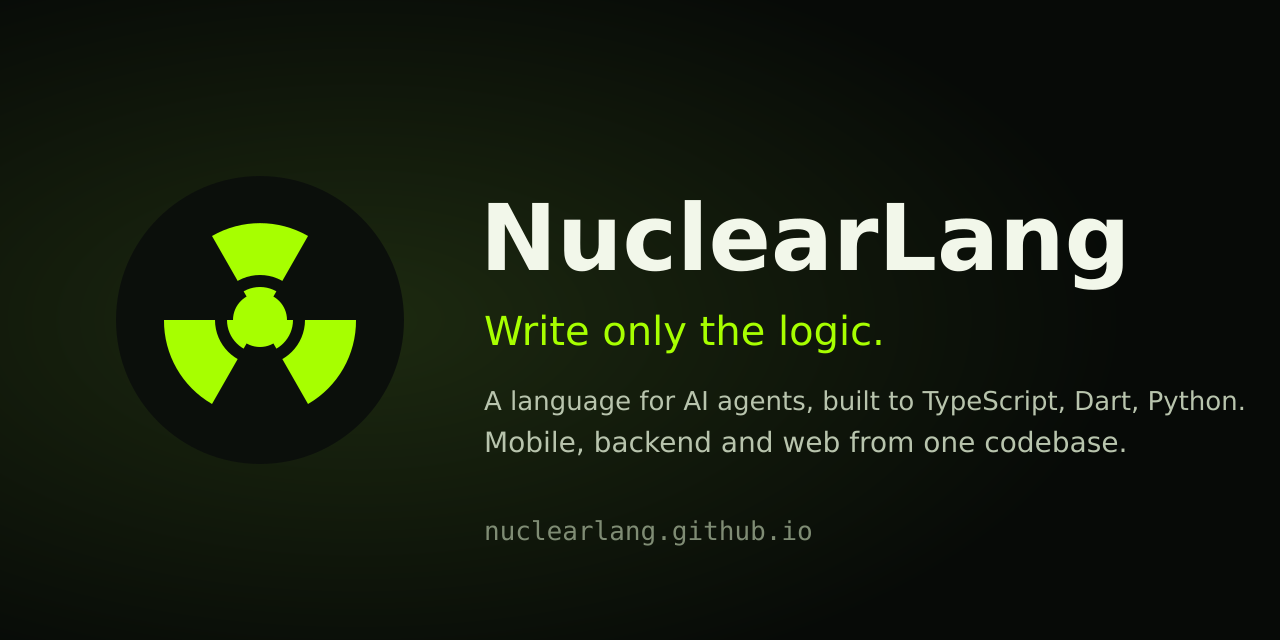 NuclearLang
Write only the logic.
A language for AI agents, built to TypeScript, Dart, Python.
Mobile, backend and web from one codebase.
nuclearlang.github.io